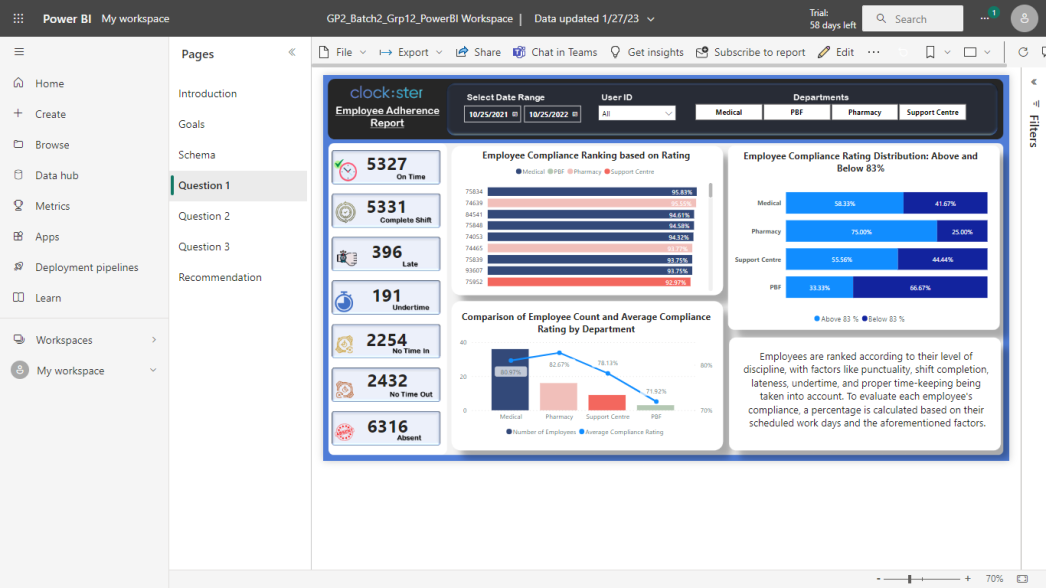 Power BI My workspace
GP2_Batch2_Grp12_PowerBI Workspace | Data updated 1/27/23
Trial:
58 days left
Search
1
Home
Create
Browse
Data hub
Metrics
Apps
Deployment pipelines
Learn
Workspaces
My workspace
Pages
Introduction
Goals
Schema
Question 1
Question 2
Question 3
Recommendation
File
Export
Share
Chat in Teams
Get insights
Subscribe to report
Edit
Filters
clock:ster
Employee Adherence
Report
Select Date Range
10/25/2021
10/25/2022
User ID
All
Departments
Medical
PBF
Pharmacy
Support Centre
5327
On Time
5331
Complete Shift
396
Late
191
Undertime
2254
No Time In
2432
No Time Out
6316
Absent
Employee Compliance Ranking based on Rating
Medical PBF Pharmacy Support Centre
75834 95.83%
74639 95.55%
84541 94.61%
75848 94.58%
74053 94.32%
74465 93.77%
75839 93.75%
93607 93.75%
75952 92.97%
Comparison of Employee Count and Average Compliance
Rating by Department
40
20
0
80%
70%
80.87%
82.67%
78.13%
71.92%
Medical
Pharmacy
Support Centre
PBF
Number of Employees Average Compliance Rating
Employee Compliance Rating Distribution: Above and
Below 83%
Medical 58.33% 41.67%
Pharmacy 75.00% 25.00%
Support Centre 55.56% 44.44%
PBF 33.33% 66.67%
Above 83 % Below 83 %
Employees are ranked according to their level of
discipline, with factors like punctuality, shift completion,
lateness, undertime, and proper time-keeping being
taken into account. To evaluate each employee's
compliance, a percentage is calculated based on their
scheduled work days and the aforementioned factors.
- + 70%